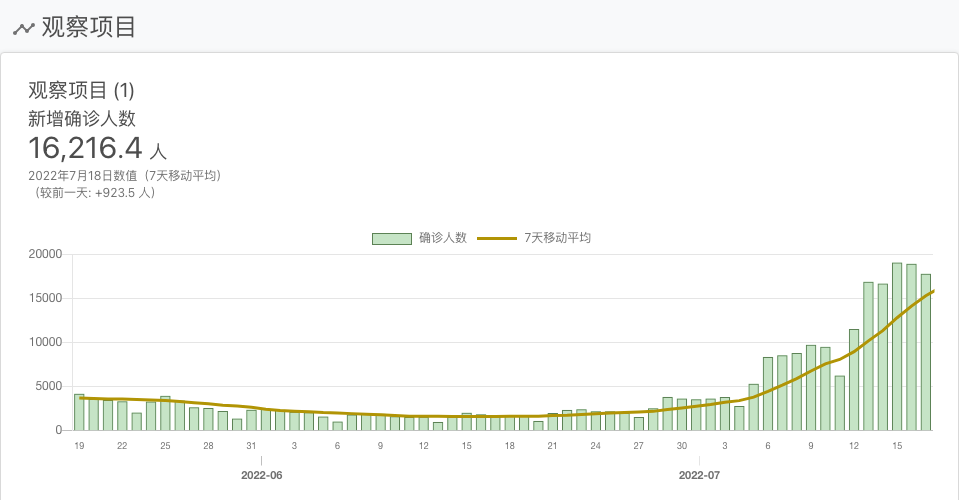 观察项目
观察项目 (1)
新增确诊人数
16,216.4 人
2022年7月18日数值（7天移动平均）
（较前一天: +923.5 人）
确诊人数 7天移动平均
20000
15000
10000
5000
0
19 22 25 28 31 3 6 9 12 15 18 21 24 27 30 3 6 9 12 15
2022-06 2022-07